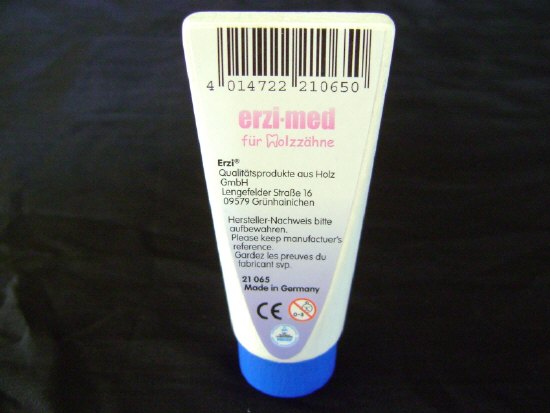 4 014722 210650
erzi·med
für Holzzähne
Erzi®
Qualitätsprodukte aus Holz
GmbH
Lengefelder Straße 16
09579 Grünhainichen
Hersteller-Nachweis bitte
aufbewahren.
Please keep manufactuer's
reference.
Gardez les preuves du
fabricant svp.
21 065
Made in Germany
CE
0-3